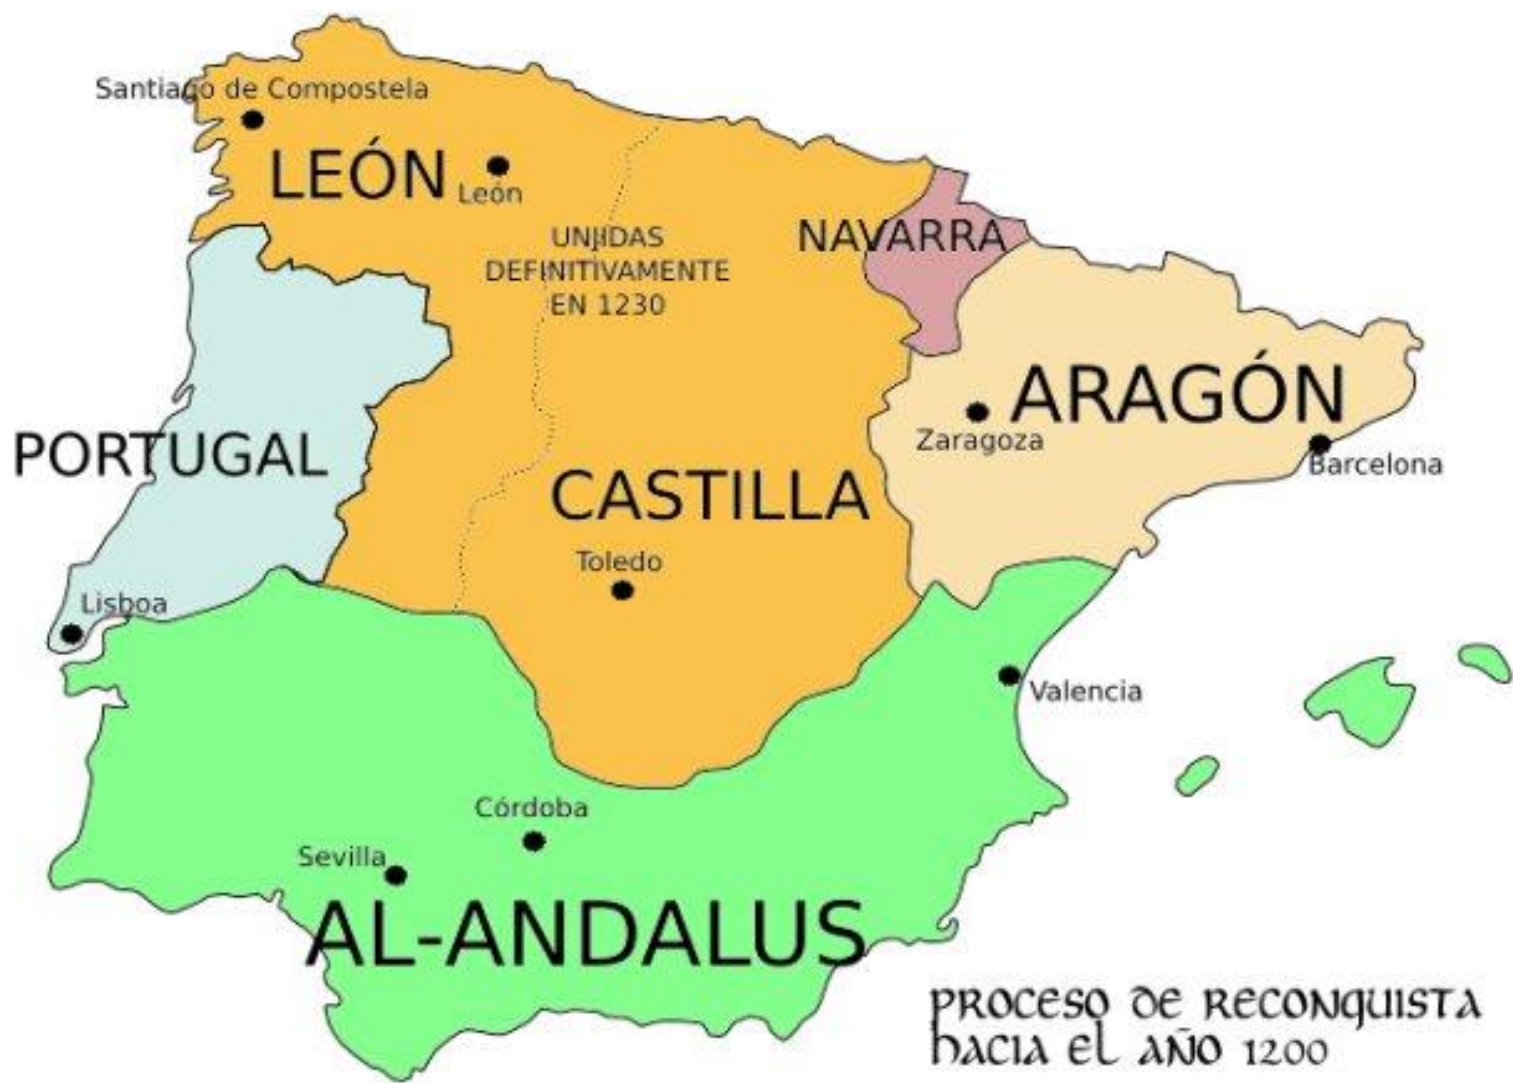 Santiago de Compostela
LEÓN
León
UNIDAS
DEFINITIVAMENTE
EN 1230
NAVARRA
ARAGÓN
Zaragoza
Barcelona
PORTUGAL
CASTILLA
Toledo
Lisboa
Valencia
Córdoba
Sevilla
AL-ANDALUS
PROCESO DE RECONQUISTA
HACIA EL AÑO 1200